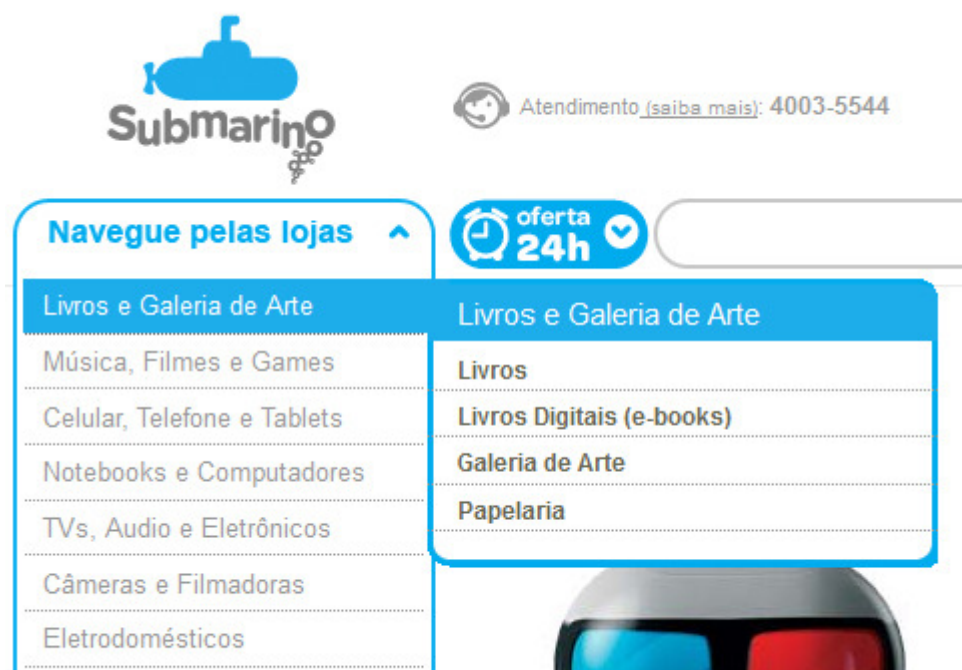 Submarino
Atendimento (saiba mais): 4003-5544
Navegue pelas lojas
oferta
24h
Livros e Galeria de Arte
Música, Filmes e Games
Celular, Telefone e Tablets
Notebooks e Computadores
TVs, Audio e Eletrônicos
Câmeras e Filmadoras
Eletrodomésticos
Livros e Galeria de Arte
Livros
Livros Digitais (e-books)
Galeria de Arte
Papelaria